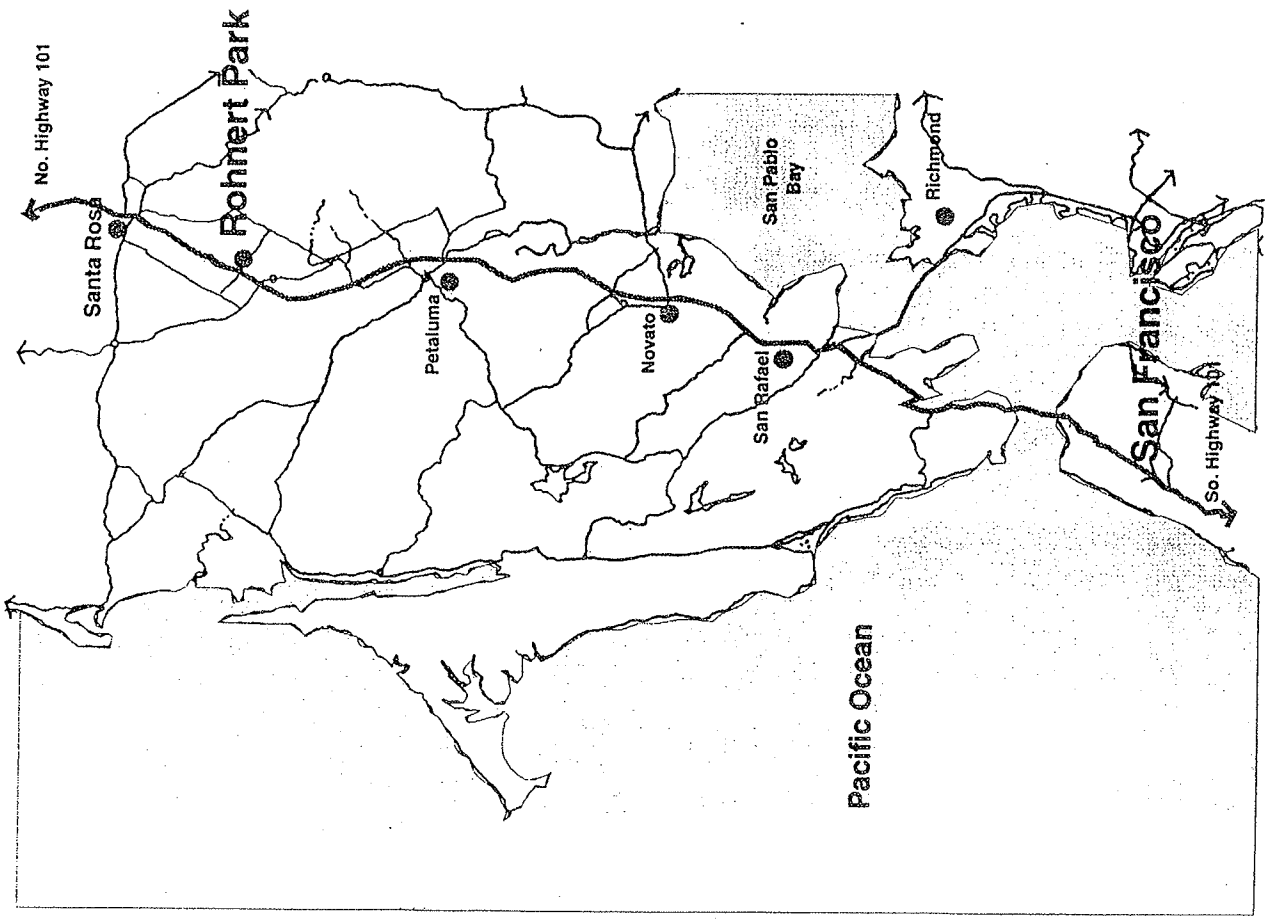 No. Highway 101
Santa Rosa
Rohnert Park
Petaluma
Novato
San Rafael
San Pablo
Bay
Richmond
San Francisco
So. Highway 101
Pacific Ocean